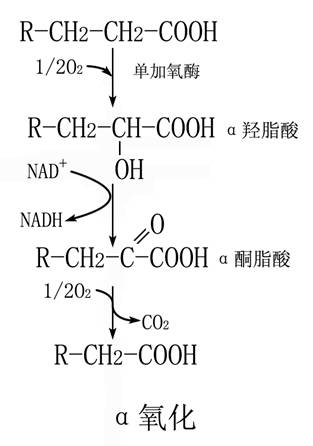 R-CH2-CH2-COOH
1/2O2 单加氧酶
R-CH2-CH-COOH α羟脂酸
OH
NAD+
NADH
O
R-CH2-C-COOH α酮脂酸
1/2O2
CO2
R-CH2-COOH
α氧化